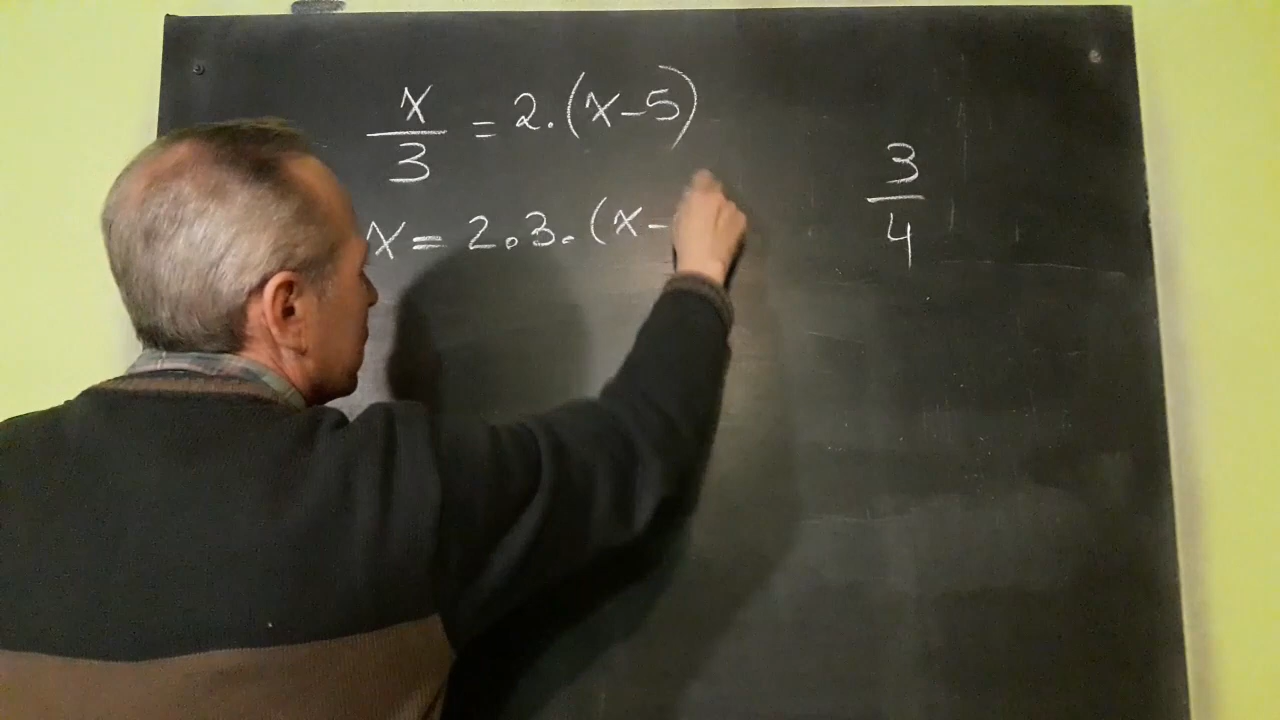 x/3 = 2.(x-5)
x = 2.3.(x-
3/4